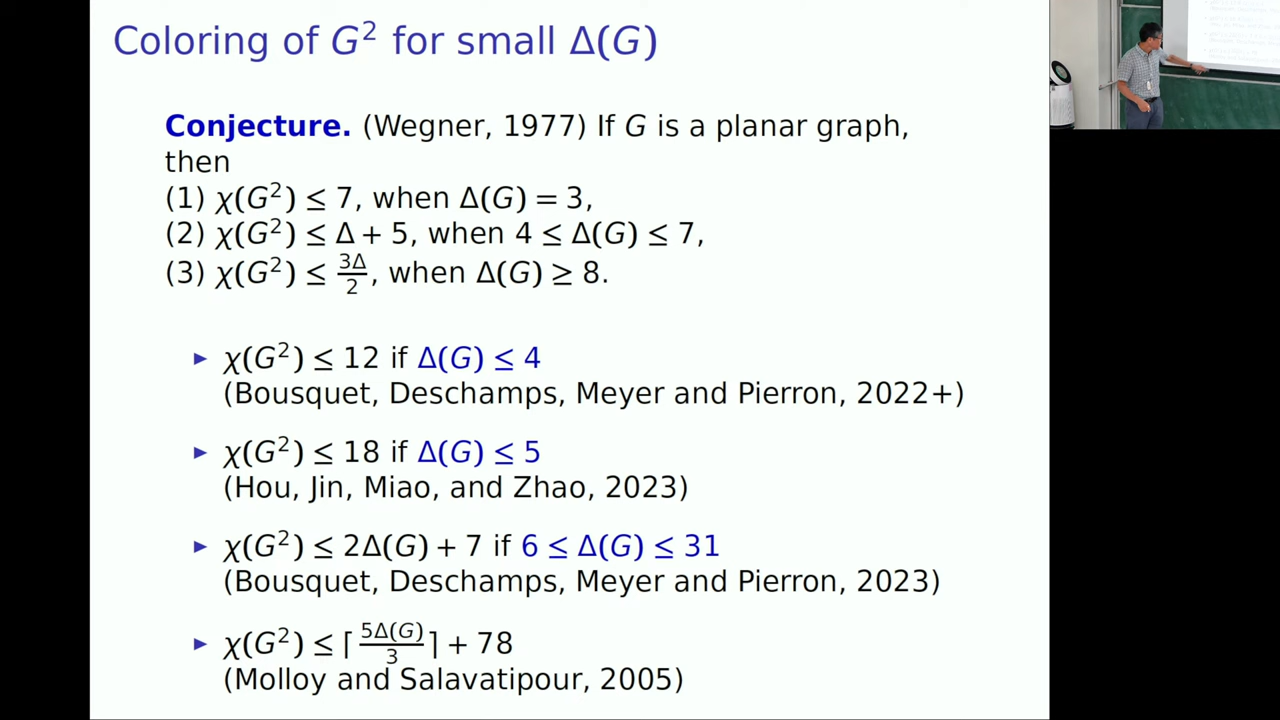 Coloring of G² for small Δ(G)
Conjecture. (Wegner, 1977) If G is a planar graph,
then
(1) χ(G²) ≤ 7, when Δ(G) = 3,
(2) χ(G²) ≤ Δ + 5, when 4 ≤ Δ(G) ≤ 7,
(3) χ(G²) ≤ 3Δ/2, when Δ(G) ≥ 8.
▶ χ(G²) ≤ 12 if Δ(G) ≤ 4
(Bousquet, Deschamps, Meyer and Pierron, 2022+)
▶ χ(G²) ≤ 18 if Δ(G) ≤ 5
(Hou, Jin, Miao, and Zhao, 2023)
▶ χ(G²) ≤ 2Δ(G) + 7 if 6 ≤ Δ(G) ≤ 31
(Bousquet, Deschamps, Meyer and Pierron, 2023)
▶ χ(G²) ≤ ⌈5Δ(G)/3⌉ + 78
(Molloy and Salavatipour, 2005)